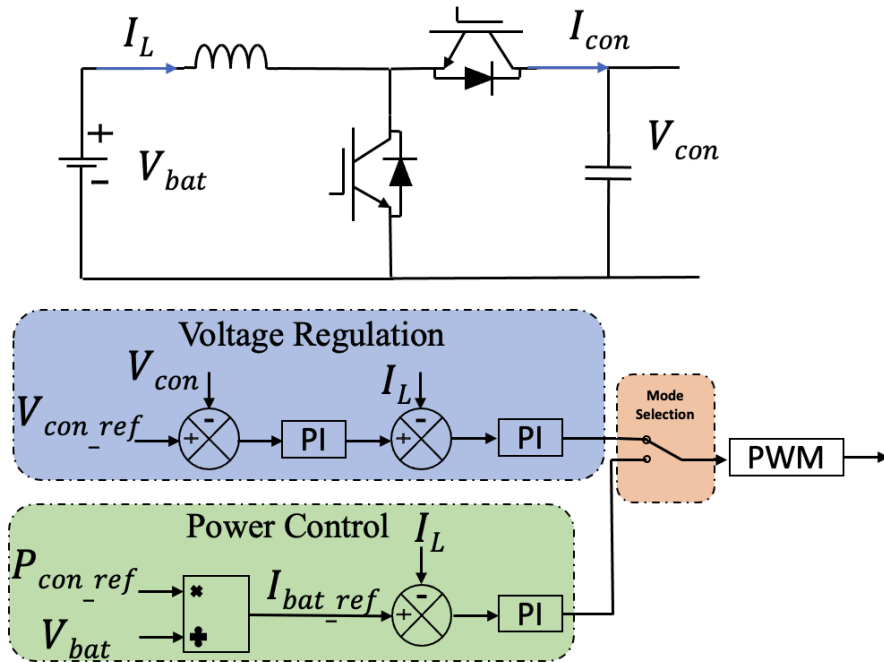 I_L
I_con
+
-
V_bat
V_con
Voltage Regulation
V_con
I_L
V_con_ref
-
+
PI
-
+
PI
Mode
Selection
PWM
Power Control
I_L
P_con_ref
×
I_bat_ref
-
+
PI
V_bat
÷